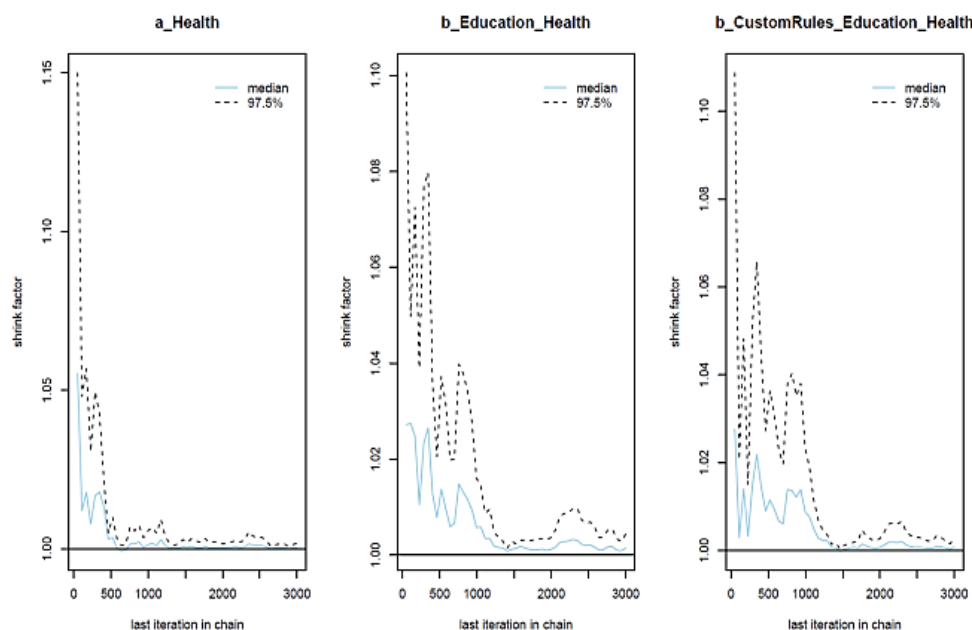 a_Health
b_Education_Health
b_CustomRules_Education_Health
shrink factor
1.00
1.05
1.10
1.15
median
97.5%
0
500
1000
2000
3000
last iteration in chain
shrink factor
1.00
1.02
1.04
1.06
1.08
1.10
median
97.5%
0
500
1000
2000
3000
last iteration in chain
shrink factor
1.00
1.02
1.04
1.06
1.08
1.10
median
97.5%
0
500
1000
2000
3000
last iteration in chain